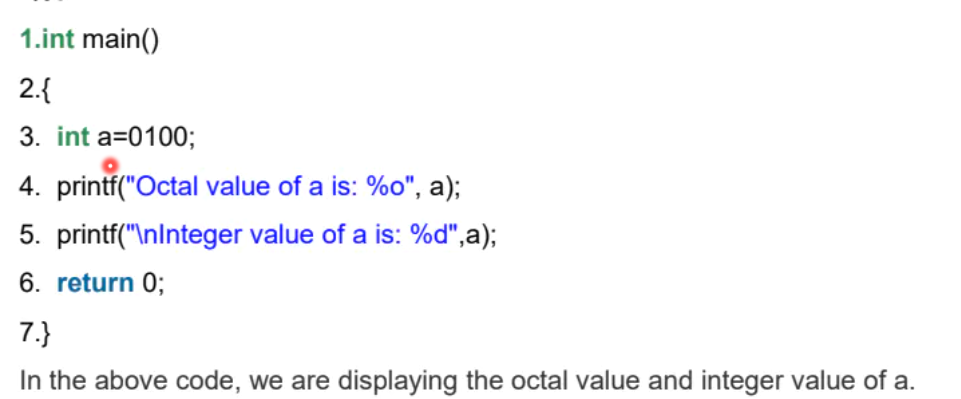 1.int main()
2.{
3. int a=0100;
4. printf("Octal value of a is: %o", a);
5. printf("\nInteger value of a is: %d",a);
6. return 0;
7.}
In the above code, we are displaying the octal value and integer value of a.